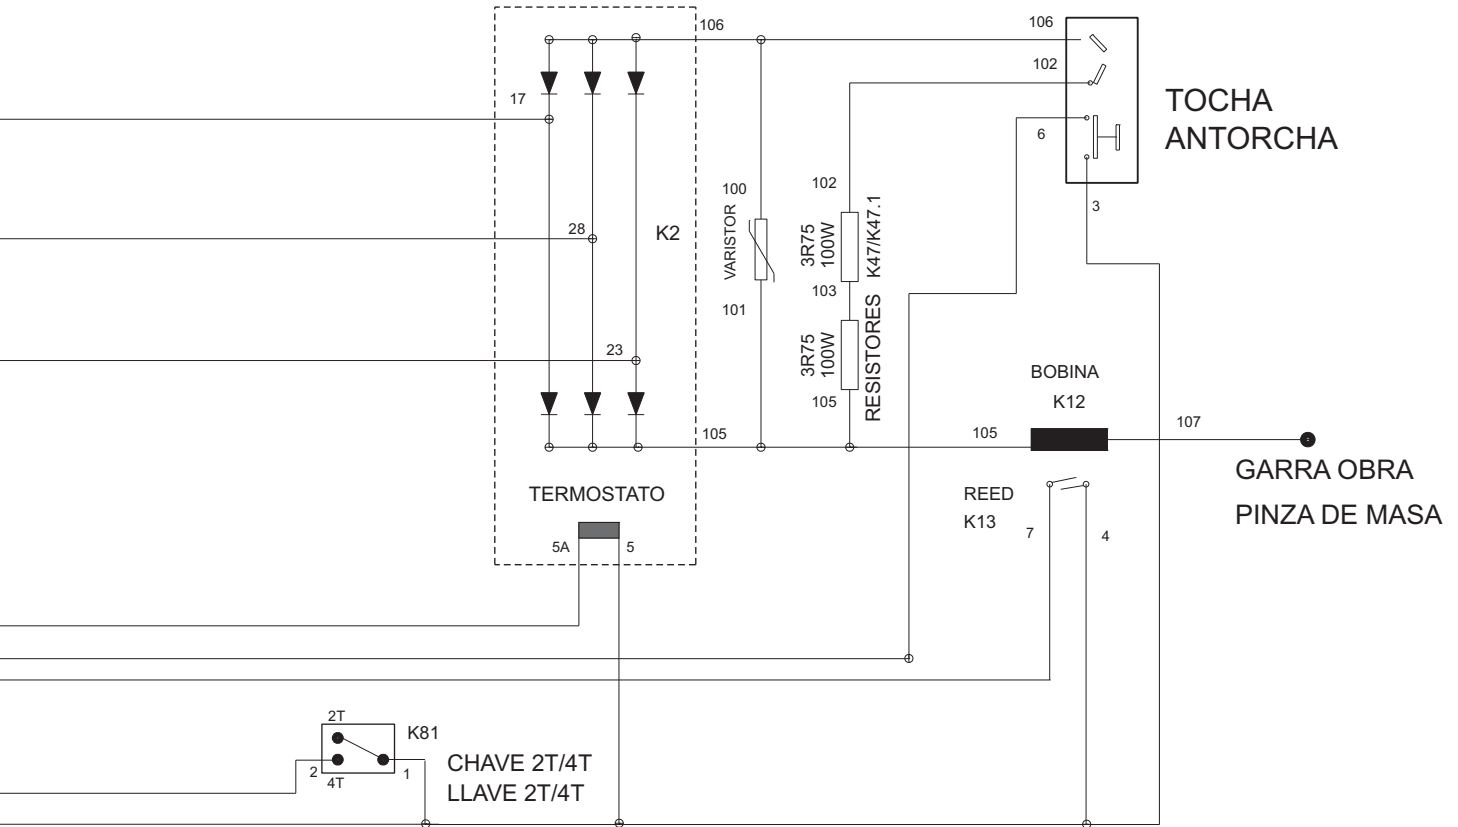 106
106
102
17
TOCHA
ANTORCHA
6
100
102
3
VARISTOR
3R75
100W
K47/K47.1
28
K2
103
101
RESISTORES
3R75
100W
23
BOBINA
K12
105
105
105
107
GARRA OBRA
PINZA DE MASA
TERMOSTATO
REED
K13
7
4
5A
5
2T
K81
2
4T
1
CHAVE 2T/4T
LLAVE 2T/4T